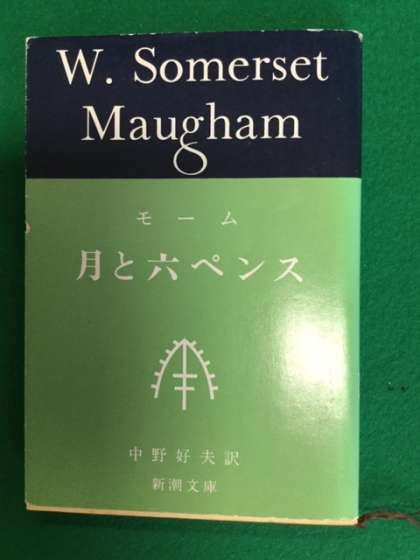 W. Somerset
Maugham
モーム
月と六ペンス
中野好夫訳
新潮文庫